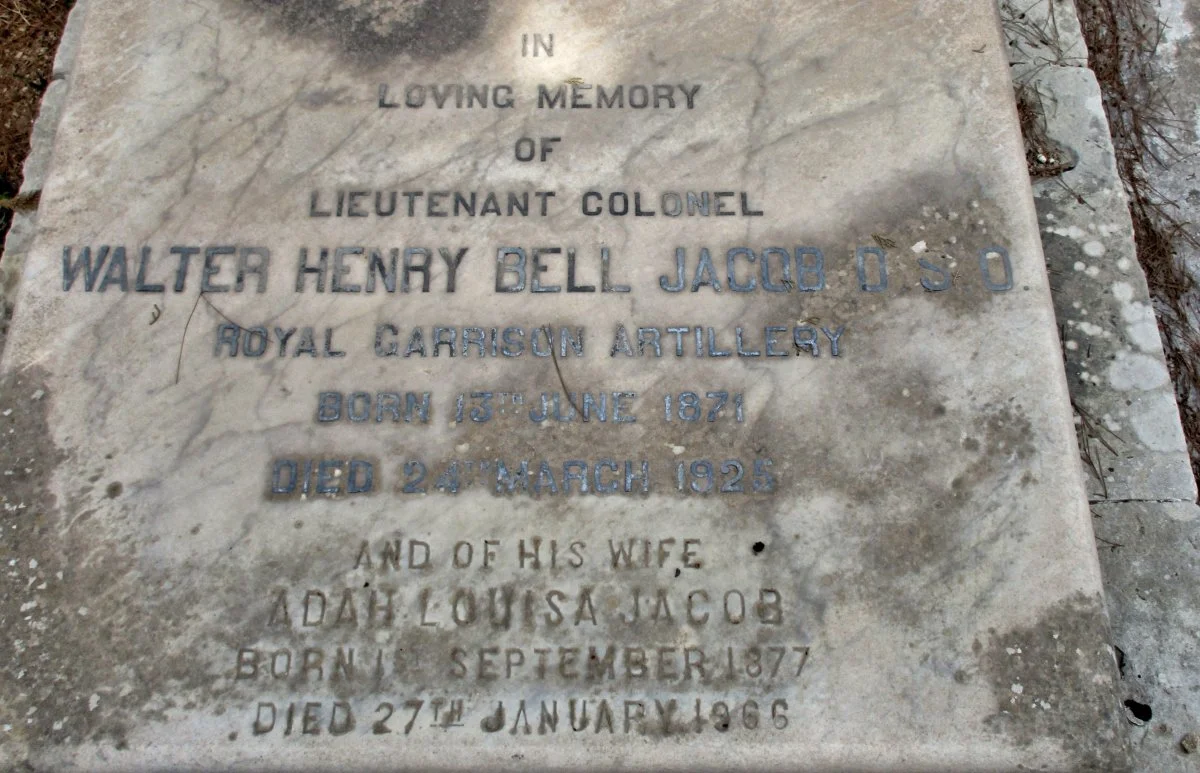 IN
LOVING MEMORY
OF
LIEUTENANT COLONEL
WALTER HENRY BELL JACOB D S O
ROYAL GARRISON ARTILLERY
BORN 13TH JUNE 1871
DIED 24TH MARCH 1925
AND OF HIS WIFE
ADAH LOUISA JACOB
BORN 1ST SEPTEMBER 1877
DIED 27TH JANUARY 1966